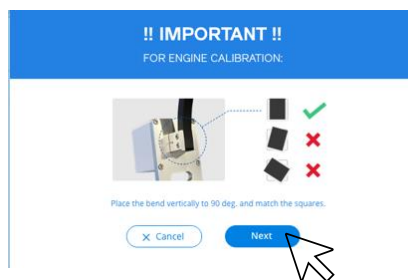 !! IMPORTANT !!
FOR ENGINE CALIBRATION:
Place the bend vertically to 90 deg. and match the squares.
X Cancel
Next